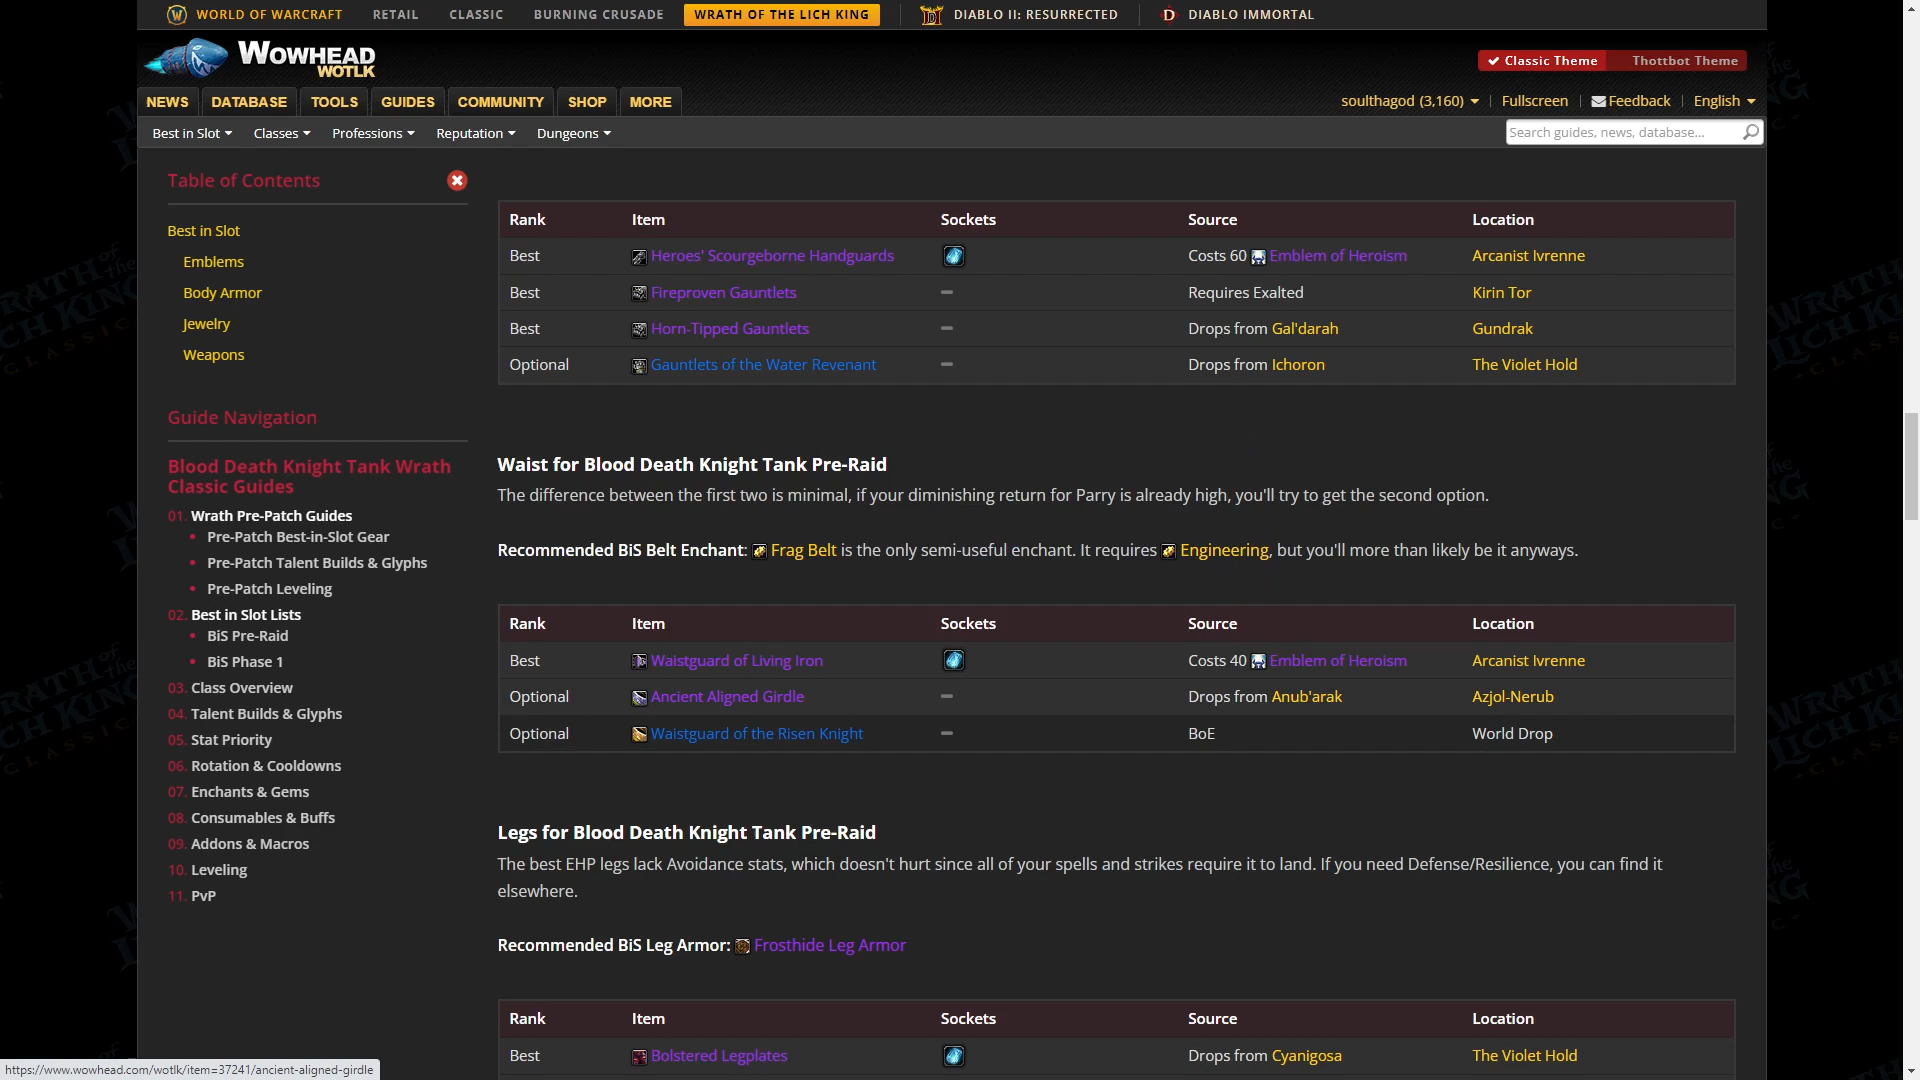 WORLD OF WARCRAFT RETAIL CLASSIC BURNING CRUSADE WRATH OF THE LICH KING DIABLO II: RESURRECTED DIABLO IMMORTAL
WOWHEAD
WOTLK
Classic Theme Thottbot Theme
NEWS DATABASE TOOLS GUIDES COMMUNITY SHOP MORE
soulthagod (3,160) Fullscreen Feedback English
Best in Slot Classes Professions Reputation Dungeons
Search guides, news, database...
Table of Contents
Best in Slot
Emblems
Body Armor
Jewelry
Weapons
Guide Navigation
Blood Death Knight Tank Wrath
Classic Guides
01. Wrath Pre-Patch Guides
• Pre-Patch Best-in-Slot Gear
• Pre-Patch Talent Builds & Glyphs
• Pre-Patch Leveling
02. Best in Slot Lists
• BiS Pre-Raid
• BiS Phase 1
03. Class Overview
04. Talent Builds & Glyphs
05. Stat Priority
06. Rotation & Cooldowns
07. Enchants & Gems
08. Consumables & Buffs
09. Addons & Macros
10. Leveling
11. PvP
Rank Item Sockets Source Location
Best Heroes' Scourgeborne Handguards Costs 60 Emblem of Heroism Arcanist Ivrenne
Best Fireproven Gauntlets – Requires Exalted Kirin Tor
Best Horn-Tipped Gauntlets – Drops from Gal'darah Gundrak
Optional Gauntlets of the Water Revenant – Drops from Ichoron The Violet Hold
Waist for Blood Death Knight Tank Pre-Raid
The difference between the first two is minimal, if your diminishing return for Parry is already high, you'll try to get the second option.
Recommended BiS Belt Enchant: Frag Belt is the only semi-useful enchant. It requires Engineering, but you'll more than likely be it anyways.
Rank Item Sockets Source Location
Best Waistguard of Living Iron Costs 40 Emblem of Heroism Arcanist Ivrenne
Optional Ancient Aligned Girdle – Drops from Anub'arak Azjol-Nerub
Optional Waistguard of the Risen Knight – BoE World Drop
Legs for Blood Death Knight Tank Pre-Raid
The best EHP legs lack Avoidance stats, which doesn't hurt since all of your spells and strikes require it to land. If you need Defense/Resilience, you can find it
elsewhere.
Recommended BiS Leg Armor: Frosthide Leg Armor
Rank Item Sockets Source Location
Best Bolstered Legplates Drops from Cyanigosa The Violet Hold
https://www.wowhead.com/wotlk/item=37241/ancient-aligned-girdle